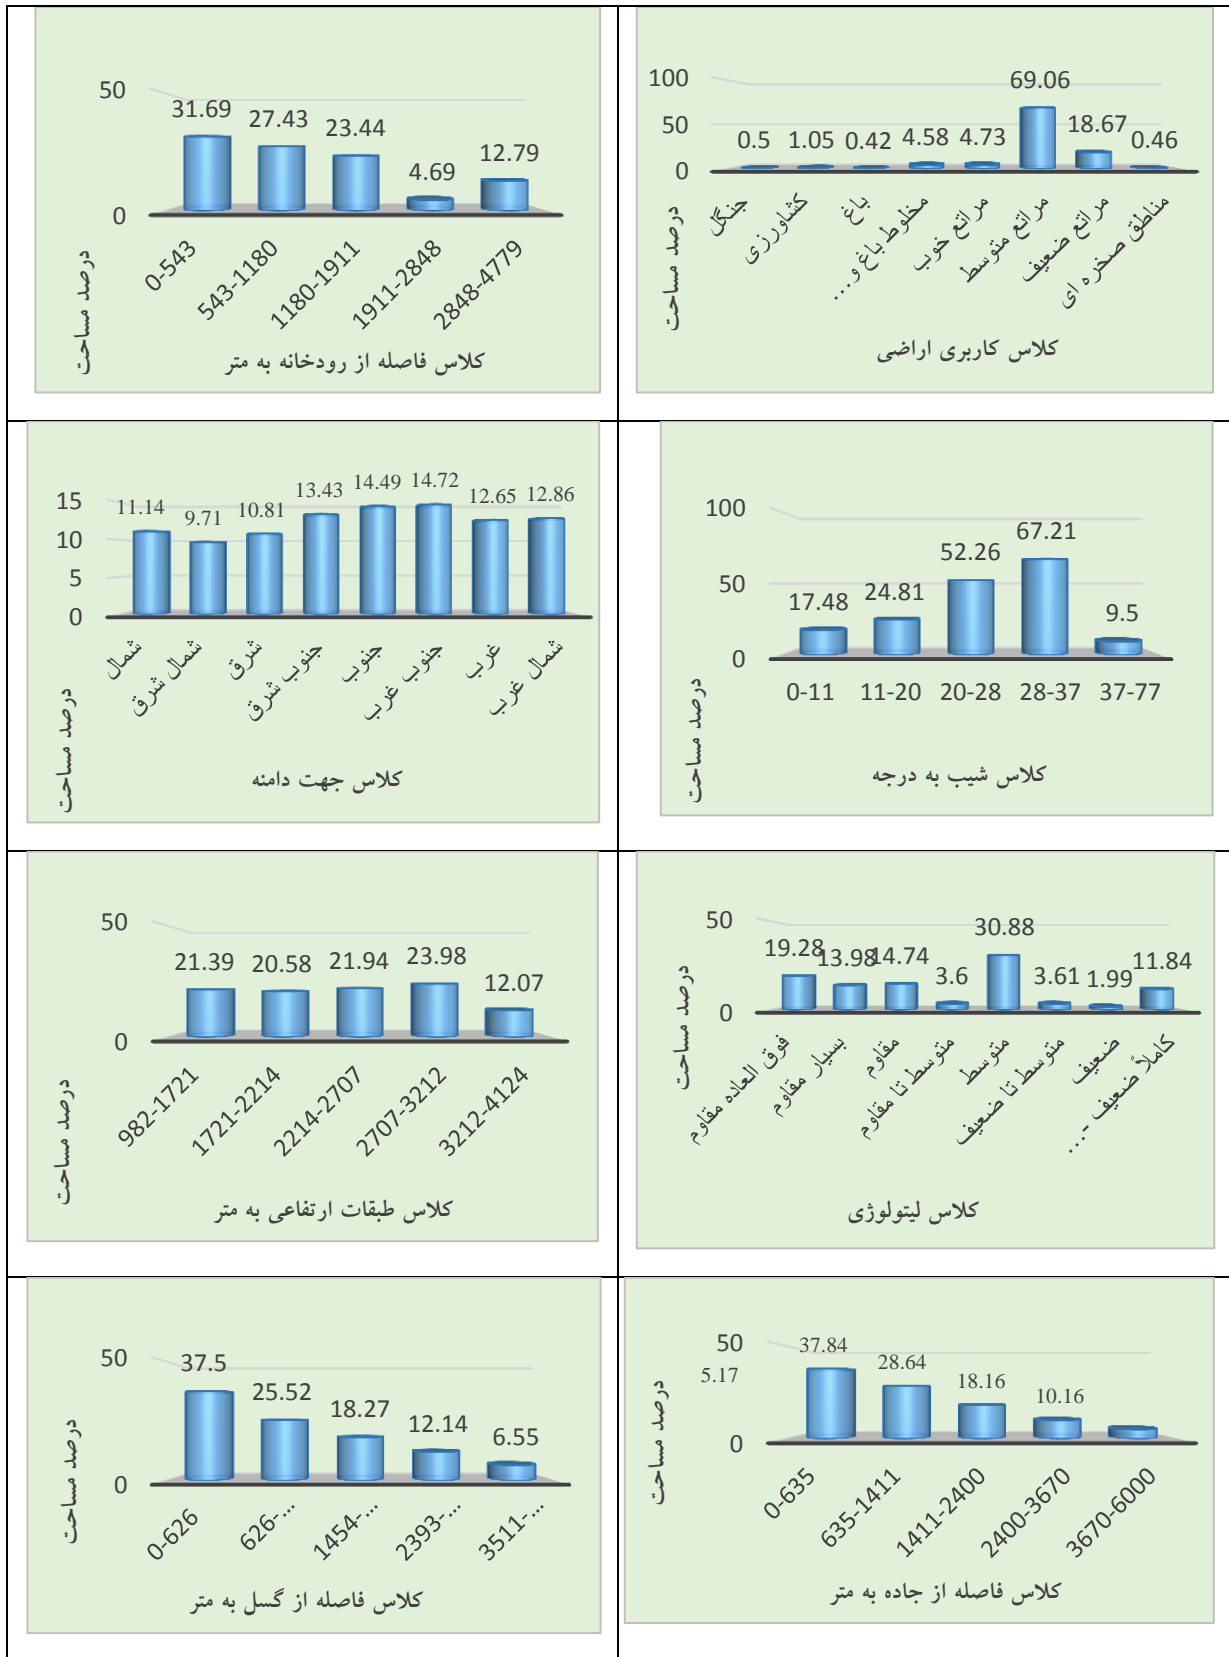 50
0
31.69
27.43
23.44
4.69
12.79
0-543
543-1180
1180-1911
1911-2848
2848-4779
درصد مساحت
کلاس فاصله از رودخانه به متر
100
50
0
0.5
1.05
0.42
4.58
4.73
69.06
18.67
0.46
جنگل
کشاورزی
باغ
مخلوط باغ و...
مراتع خوب
مراتع متوسط
مراتع ضعیف
مناطق صخره ای
درصد مساحت
کلاس کاربری اراضی
15
10
5
0
11.14
9.71
10.81
13.43
14.49
14.72
12.65
12.86
شمال
شمال شرق
شرق
جنوب شرق
جنوب
جنوب غرب
غرب
شمال غرب
درصد مساحت
کلاس جهت دامنه
100
50
0
17.48
24.81
52.26
67.21
9.5
0-11
11-20
20-28
28-37
37-77
درصد مساحت
کلاس شیب به درجه
50
0
21.39
20.58
21.94
23.98
12.07
982-1721
1721-2214
2214-2707
2707-3212
3212-4124
درصد مساحت
کلاس طبقات ارتفاعی به متر
50
0
19.28
13.98
14.74
3.6
30.88
3.61
1.99
11.84
فوق العاده مقاوم
بسیار مقاوم
مقاوم
متوسط تا مقاوم
متوسط
متوسط تا ضعیف
ضعیف
کاملاً ضعیف -...
درصد مساحت
کلاس لیتولوژی
50
0
37.5
25.52
18.27
12.14
6.55
0-626
626-...
1454-...
2393-...
3511-...
درصد مساحت
کلاس فاصله از گسل به متر
50
0
5.17
37.84
28.64
18.16
10.16
0-635
635-1411
1411-2400
2400-3670
3670-6000
درصد مساحت
کلاس فاصله از جاده به متر